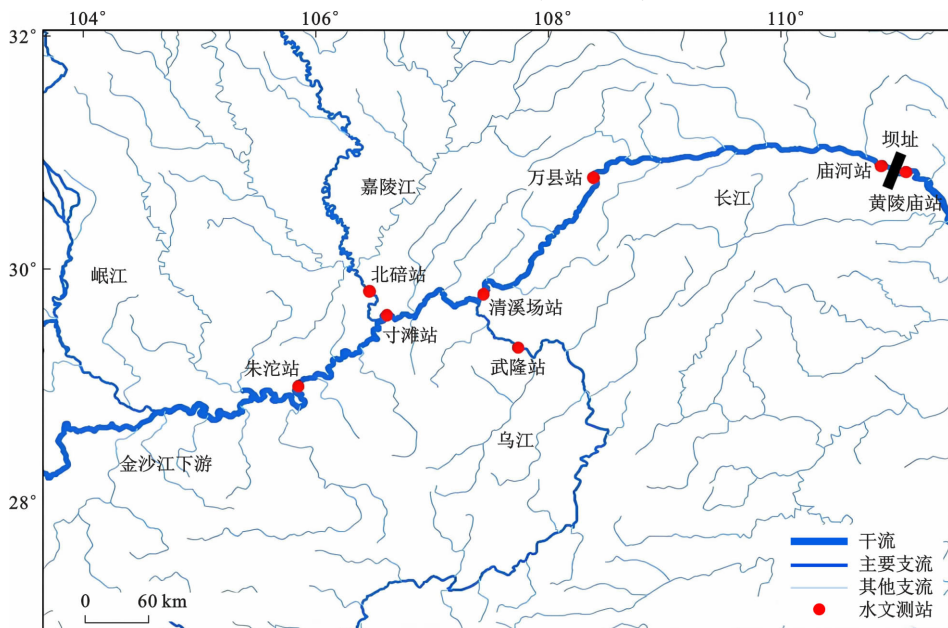 104°
106°
108°
110°
32°
30°
28°
坝址
庙河站
黄陵庙站
万县站
长江
嘉陵江
岷江
北碚站
寸滩站
清溪场站
武隆站
朱沱站
乌江
金沙江下游
干流
主要支流
其他支流
水文测站
0 60 km